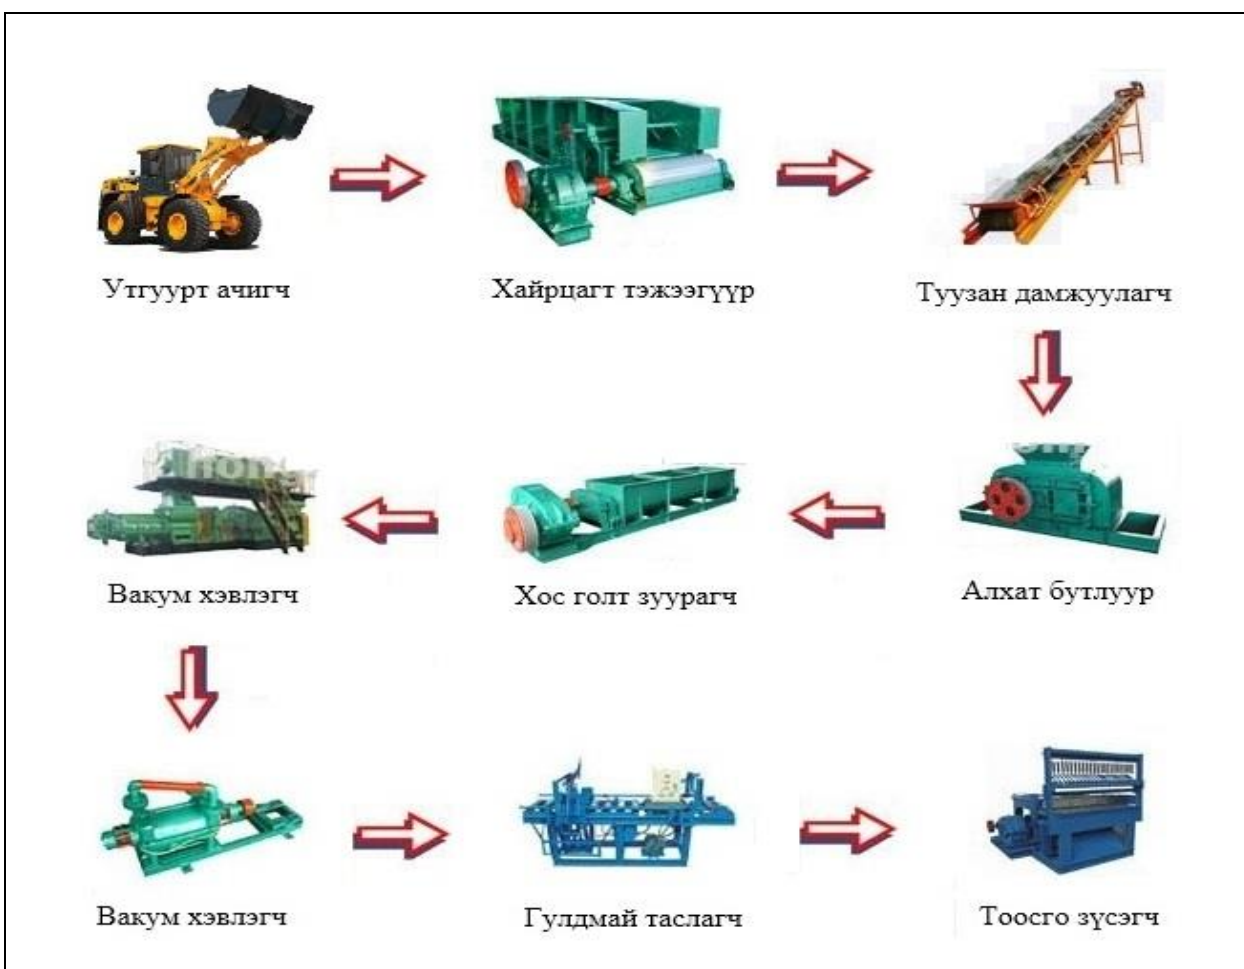 Утгуурт ачигч
Хайрцагт тэжээгүүр
Туузан дамжуулагч
Вакум хэвлэгч
Хос голт зуурагч
Алхат бутлуур
Вакум хэвлэгч
Гулдмай таслагч
Тоосго зүсэгч